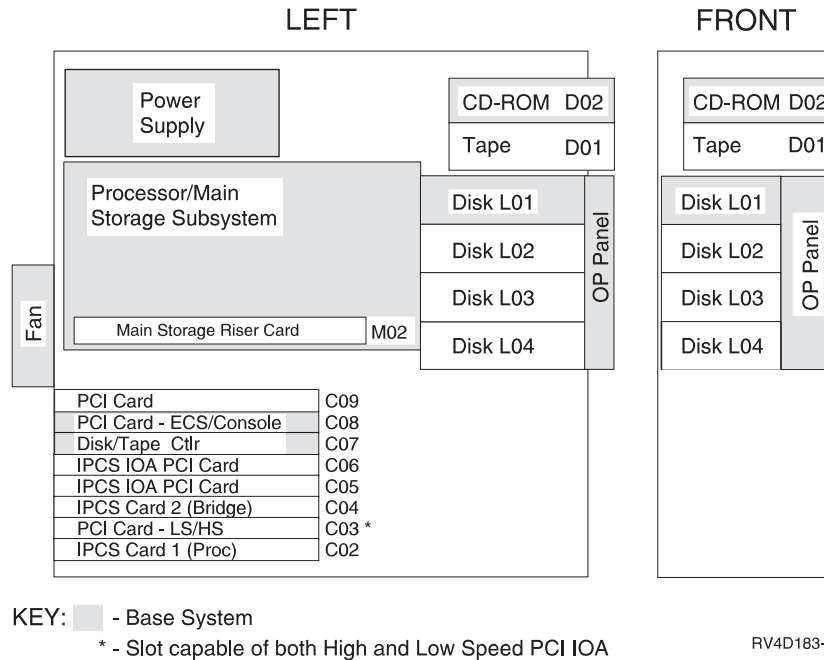 LEFT
Power
Supply
CD-ROM D02
Tape D01
Processor/Main
Storage Subsystem
Disk L01
Disk L02
Disk L03
Disk L04
OP Panel
Fan
Main Storage Riser Card M02
PCI Card C09
PCI Card - ECS/Console C08
Disk/Tape Ctlr C07
IPCS IOA PCI Card C06
IPCS IOA PCI Card C05
IPCS Card 2 (Bridge) C04
PCI Card - LS/HS C03 *
IPCS Card 1 (Proc) C02
FRONT
CD-ROM D02
Tape D01
Disk L01
Disk L02
Disk L03
Disk L04
OP Panel
KEY: - Base System
* - Slot capable of both High and Low Speed PCI IOA
RV4D183-